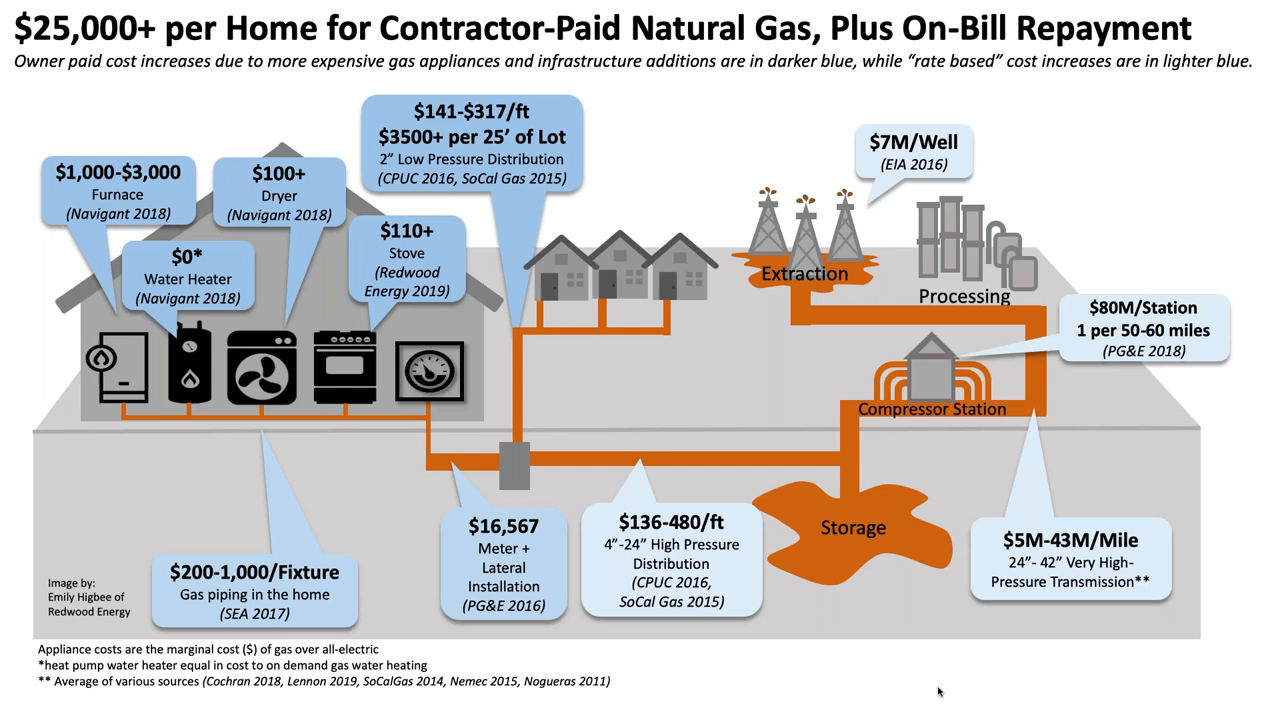 $25,000+ per Home for Contractor-Paid Natural Gas, Plus On-Bill Repayment
Owner paid cost increases due to more expensive gas appliances and infrastructure additions are in darker blue, while “rate based” cost increases are in lighter blue.
$1,000-$3,000
Furnace
(Navigant 2018)
$0*
Water Heater
(Navigant 2018)
$100+
Dryer
(Navigant 2018)
$110+
Stove
(Redwood
Energy 2019)
$141-$317/ft
$3500+ per 25’ of Lot
2” Low Pressure Distribution
(CPUC 2016, SoCal Gas 2015)
$7M/Well
(EIA 2016)
Extraction
Processing
$80M/Station
1 per 50-60 miles
(PG&E 2018)
Compressor Station
Storage
$200-1,000/Fixture
Gas piping in the home
(SEA 2017)
$16,567
Meter +
Lateral
Installation
(PG&E 2016)
$136-480/ft
4”-24” High Pressure
Distribution
(CPUC 2016,
SoCal Gas 2015)
$5M-43M/Mile
24”- 42” Very High-
Pressure Transmission**
Image by:
Emily Higbee of
Redwood Energy
Appliance costs are the marginal cost ($) of gas over all-electric
*heat pump water heater equal in cost to on demand gas water heating
** Average of various sources (Cochran 2018, Lennon 2019, SoCalGas 2014, Nemec 2015, Nogueras 2011)